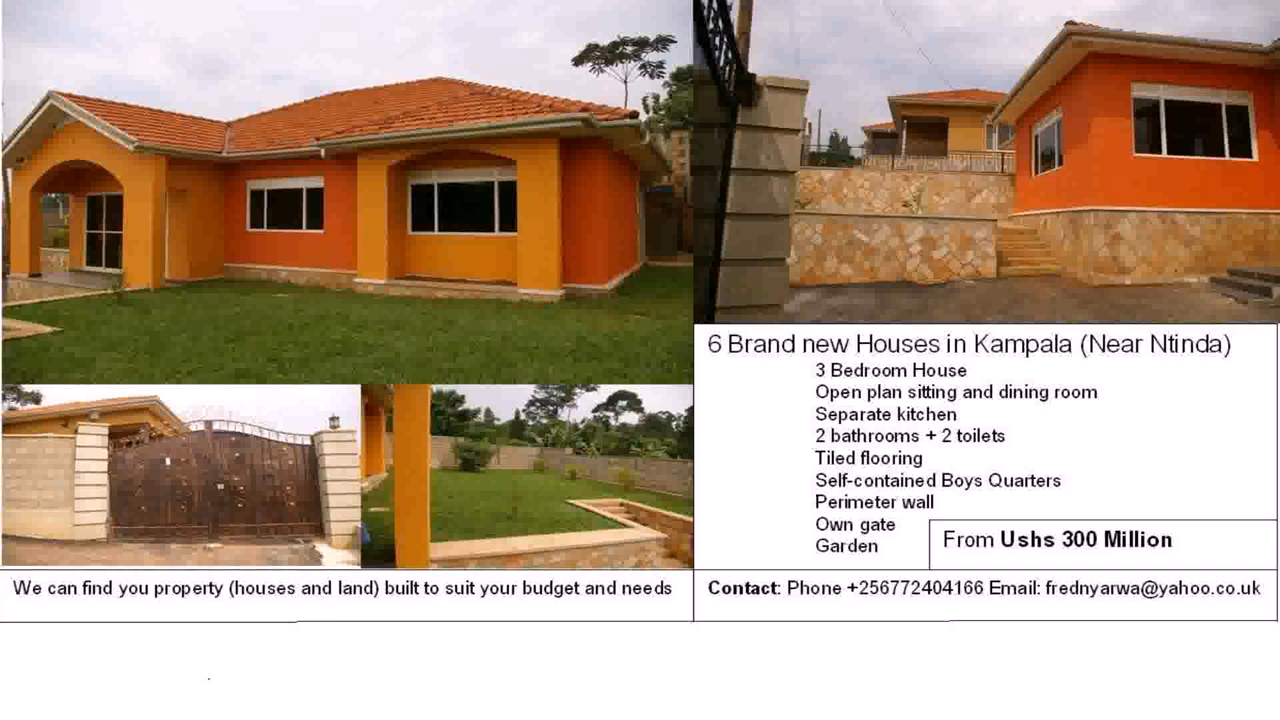 6 Brand new Houses in Kampala (Near Ntinda)
3 Bedroom House
Open plan sitting and dining room
Separate kitchen
2 bathrooms + 2 toilets
Tiled flooring
Self-contained Boys Quarters
Perimeter wall
Own gate
Garden
From Ushs 300 Million
We can find you property (houses and land) built to suit your budget and needs
Contact: Phone +256772404166 Email: frednyarwa@yahoo.co.uk